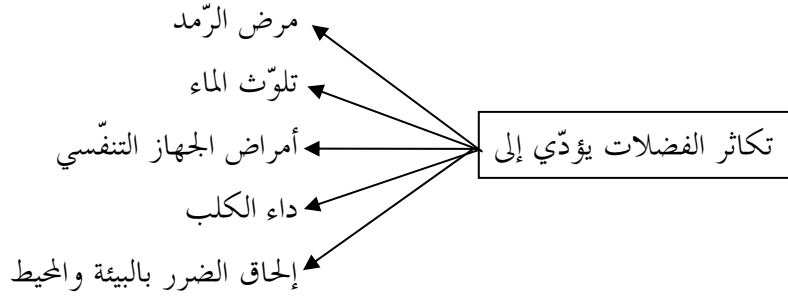 تكاثر الفضلات يؤدّي إلى
مرض الرّمد
تلوّث الماء
أمراض الجهاز التنفّسي
داء الكلب
إلحاق الضرر بالبيئة والمحيط